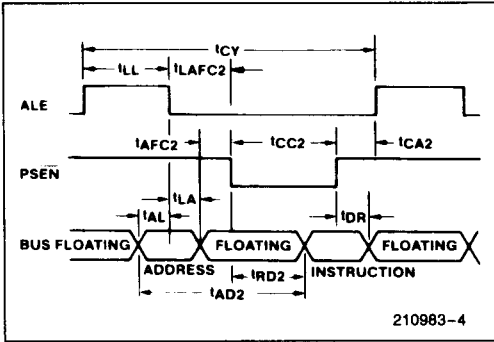 tCY
tLL tLAFC2
ALE
tAFC2 tCC2 tCA2
PSEN
tLA
tAL tDR
BUS FLOATING FLOATING FLOATING
ADDRESS INSTRUCTION
tRD2
tAD2
210983-4